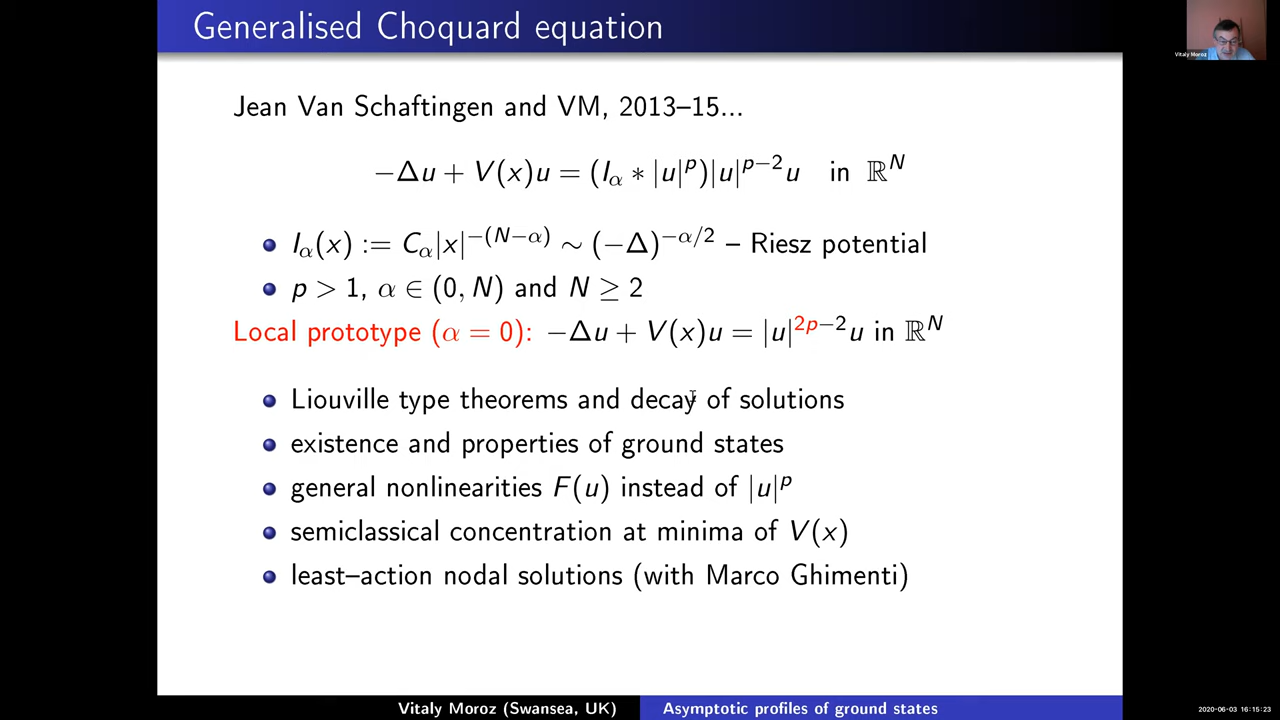 Generalised Choquard equation
Vitaly Moroz
Jean Van Schaftingen and VM, 2013–15...
−Δu + V(x)u = (I_α ∗ |u|^p)|u|^{p−2}u in ℝ^N
I_α(x) := C_α|x|^{−(N−α)} ∼ (−Δ)^{−α/2} – Riesz potential
p > 1, α ∈ (0, N) and N ≥ 2
Local prototype (α = 0): −Δu + V(x)u = |u|^{2p−2}u in ℝ^N
Liouville type theorems and decay of solutions
existence and properties of ground states
general nonlinearities F(u) instead of |u|^p
semiclassical concentration at minima of V(x)
least–action nodal solutions (with Marco Ghimenti)
Vitaly Moroz (Swansea, UK) Asymptotic profiles of ground states
2020-06-03 16:15:23